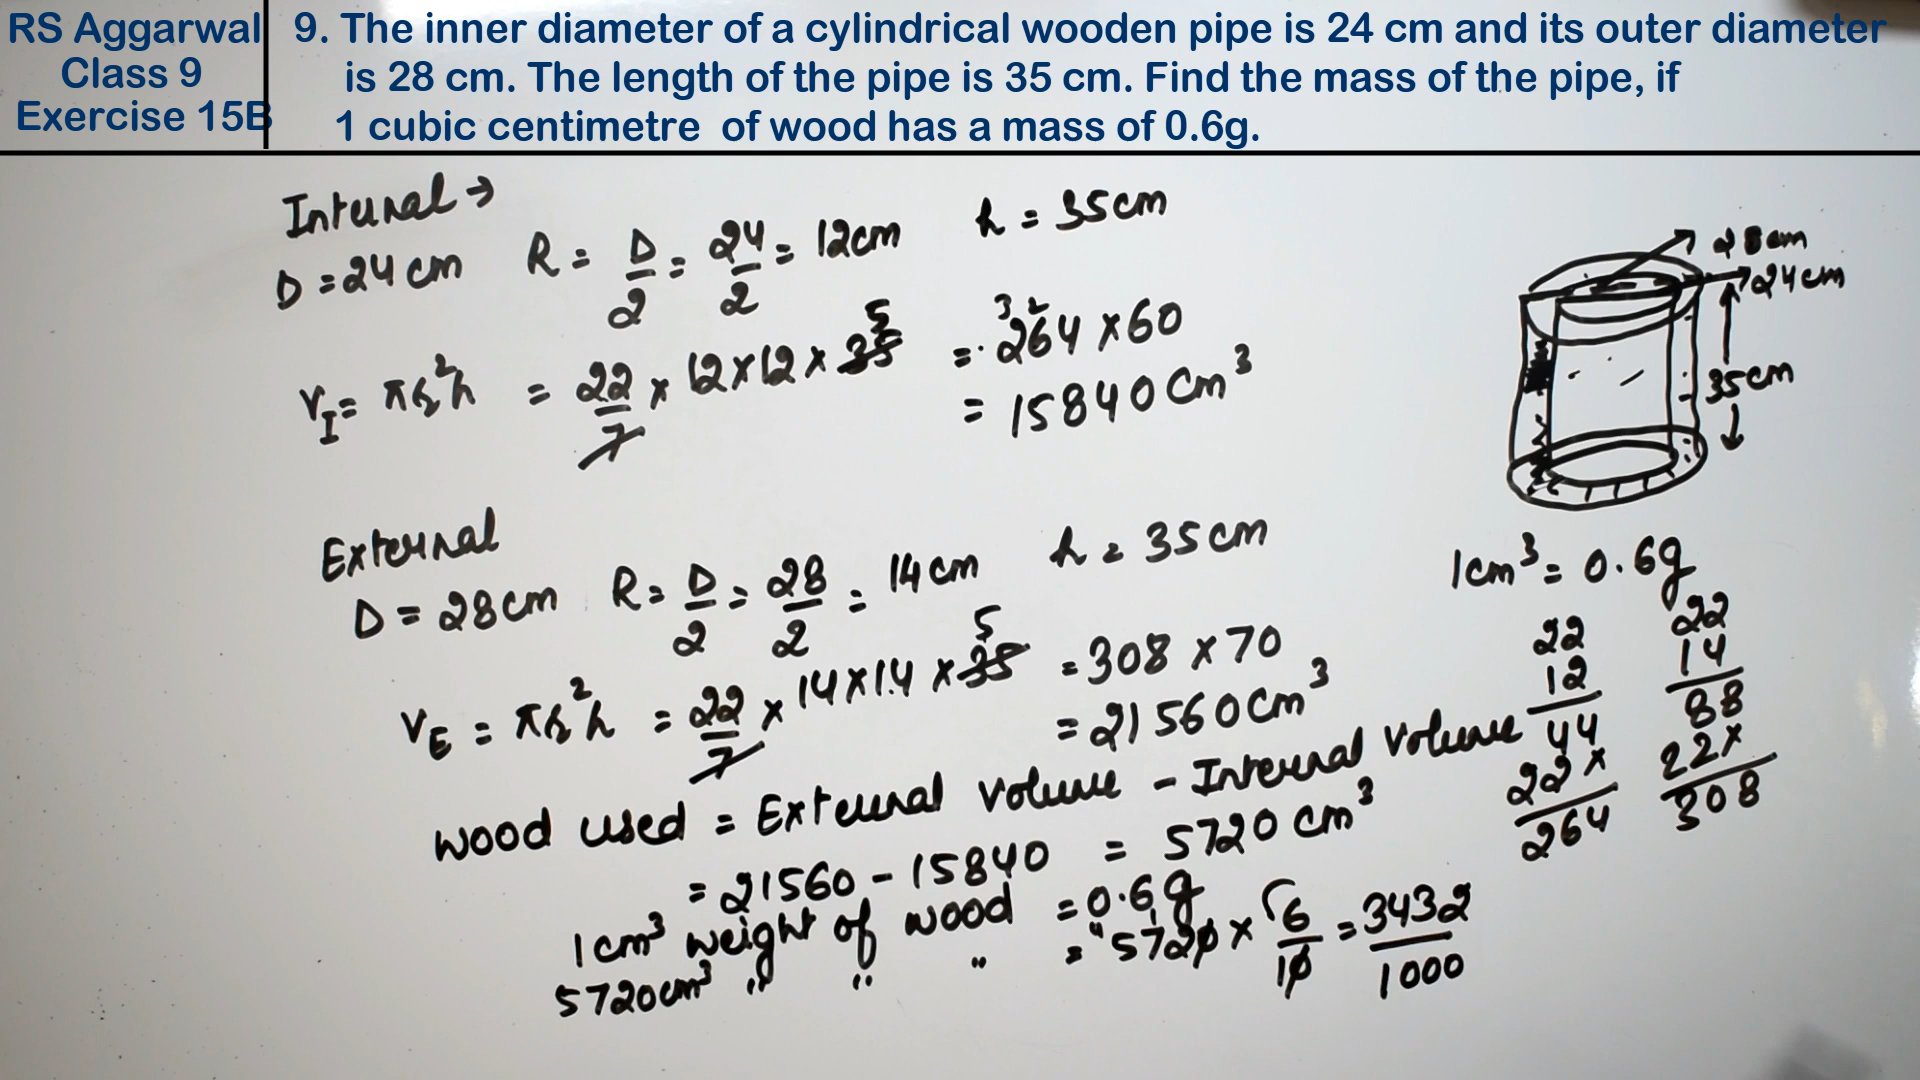 RS Aggarwal
Class 9
Exercise 15B
9. The inner diameter of a cylindrical wooden pipe is 24 cm and its outer diameter
is 28 cm. The length of the pipe is 35 cm. Find the mass of the pipe, if
1 cubic centimetre of wood has a mass of 0.6g.
Internal →
D = 24 cm R = D/2 = 24/2 = 12cm h = 35cm
V_I = πr²h = 22/7 × 12×12× 35 5 = 264 × 60 3 2
= 15840 cm³
28cm
24cm
35cm
External
D = 28cm R = D/2 = 28/2 = 14cm h = 35cm
V_E = πr²h = 22/7 × 14×14 × 35 5 = 308 × 70
= 21560 cm³
1cm³ = 0.6g
22
12
44
22×
264
22
14
88
22×
308
Wood used = External Volume - Internal Volume
= 21560 - 15840 = 5720 cm³
1cm³ weight of wood = 0.6g
5720cm³ " " " = 5720 × 6/10 = 3432/1000